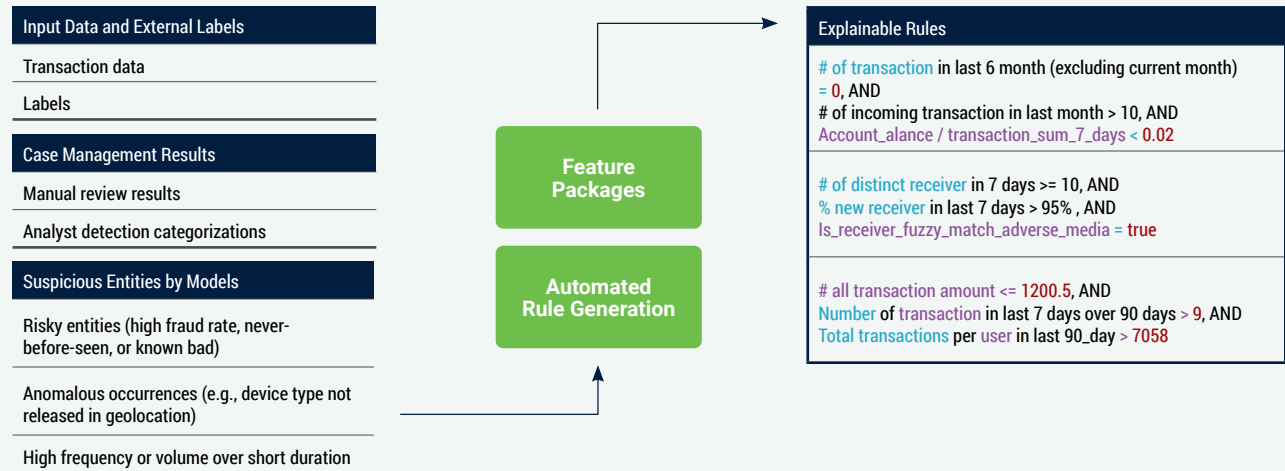 Input Data and External Labels
Transaction data
Labels
Case Management Results
Manual review results
Analyst detection categorizations
Suspicious Entities by Models
Risky entities (high fraud rate, never-
before-seen, or known bad)
Anomalous occurrences (e.g., device type not
released in geolocation)
High frequency or volume over short duration
Feature
Packages
Automated
Rule Generation
Explainable Rules
# of transaction in last 6 month (excluding current month)
= 0, AND
# of incoming transaction in last month > 10, AND
Account_alance / transaction_sum_7_days < 0.02
# of distinct receiver in 7 days >= 10, AND
% new receiver in last 7 days > 95% , AND
Is_receiver_fuzzy_match_adverse_media = true
# all transaction amount <= 1200.5, AND
Number of transaction in last 7 days over 90 days > 9, AND
Total transactions per user in last 90_day > 7058